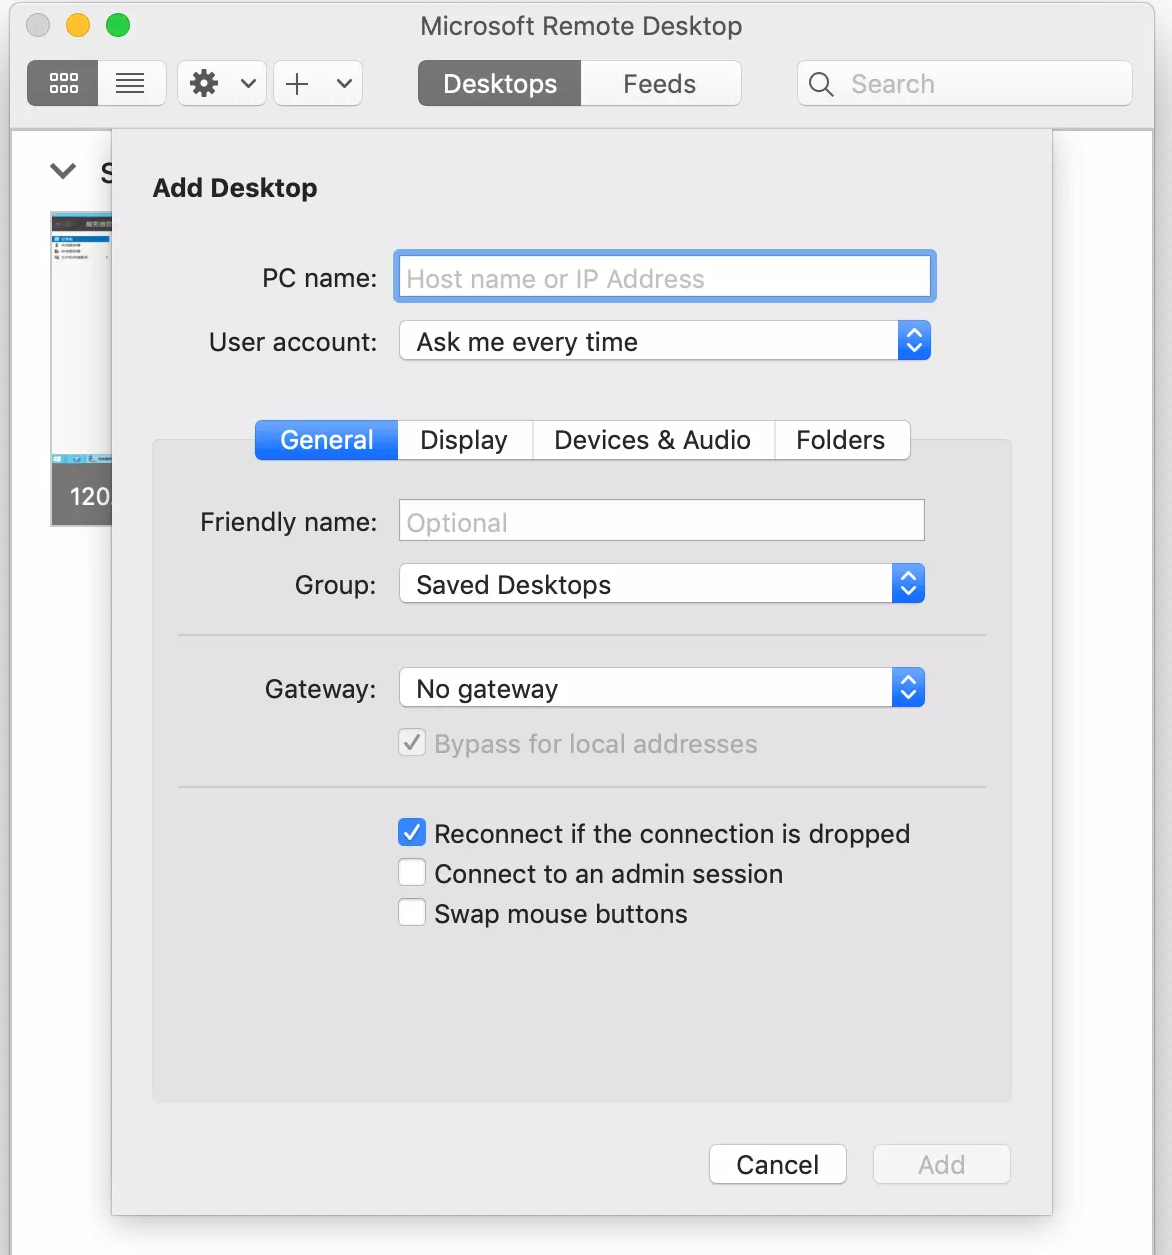 Microsoft Remote Desktop
Desktops Feeds Search
S
Add Desktop
PC name: Host name or IP Address
User account: Ask me every time
General Display Devices & Audio Folders
120.
Friendly name: Optional
Group: Saved Desktops
Gateway: No gateway
Bypass for local addresses
Reconnect if the connection is dropped
Connect to an admin session
Swap mouse buttons
Cancel Add